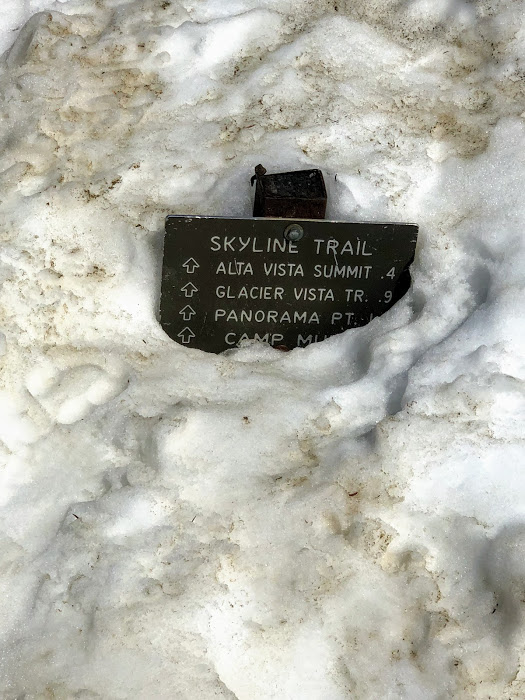 SKYLINE TRAIL
⇧ ALTA VISTA SUMMIT .4
⇧ GLACIER VISTA TR. .9
⇧ PANORAMA PT.
⇧ CAMP